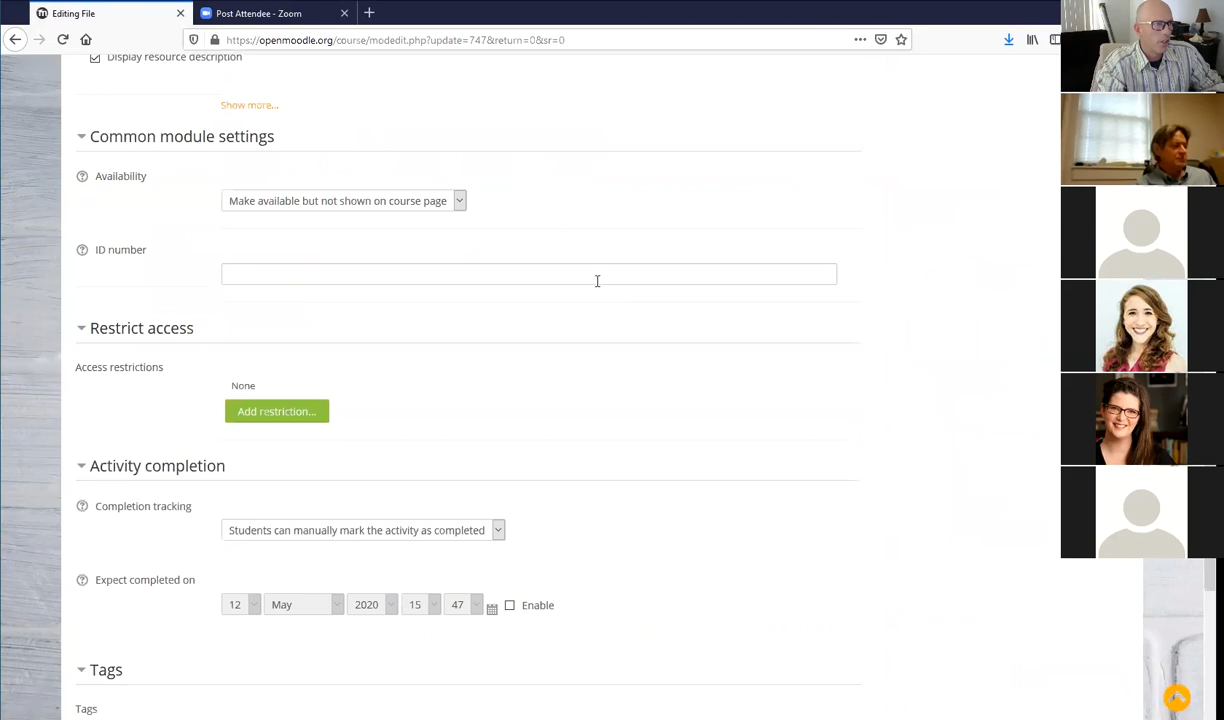 Editing File
Post Attendee - Zoom
https://openmoodle.org/course/modedit.php?update=747&return=0&sr=0
Display resource description
Show more...
Common module settings
Availability
Make available but not shown on course page
ID number
Restrict access
Access restrictions
None
Add restriction...
Activity completion
Completion tracking
Students can manually mark the activity as completed
Expect completed on
12 May 2020 15 47 Enable
Tags
Tags